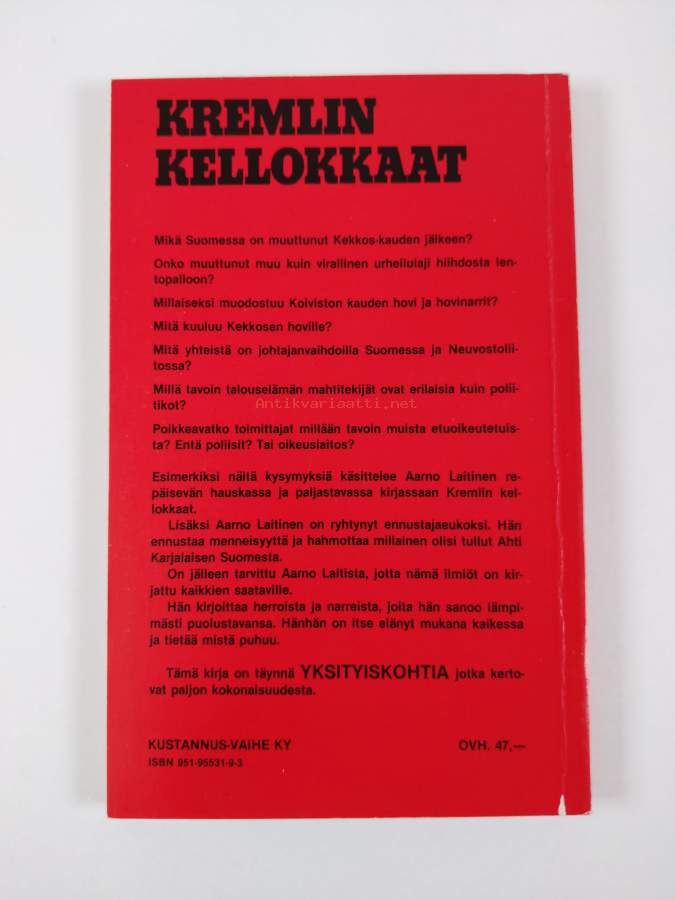 KREMLIN
KELLOKKAAT
Mikä Suomessa on muuttunut Kekkos-kauden jälkeen?
Onko muuttunut muu kuin virallinen urheilulaji hiihdosta len-
topalloon?
Millaiseksi muodostuu Koiviston kauden hovi ja hovinarrit?
Mitä kuuluu Kekkosen hoville?
Mitä yhteistä on johtajanvaihdoilla Suomessa ja Neuvostolii-
tossa?
Millä tavoin talouselämän mahtitekijät ovat erilaisia kuin polii-
tikot?
Antikvariaatti.net
Poikkeavatko toimittajat millään tavoin muista etuoikeutetuis-
ta? Entä poliisit? Tai oikeuslaitos?
Esimerkiksi näitä kysymyksiä käsittelee Aarno Laitinen re-
päisevän hauskassa ja paljastavassa kirjassaan Kremlin kel-
lokkaat.
Lisäksi Aarno Laitinen on ryhtynyt ennustajaeukoksi. Hän
ennustaa menneisyyttä ja hahmottaa millainen olisi tullut Ahti
Karjalaisen Suomesta.
On jälleen tarvittu Aarno Laitista, jotta nämä ilmiöt on kir-
jattu kaikkien saataville.
Hän kirjoittaa herroista ja narreista, joita hän sanoo lämpi-
mästi puolustavansa. Hänhän on itse elänyt mukana kaikessa
ja tietää mistä puhuu.
Tämä kirja on täynnä YKSITYISKOHTIA jotka kerto-
vat paljon kokonaisuudesta.
KUSTANNUS-VAIHE KY OVH. 47,—
ISBN 951-95531-9-3